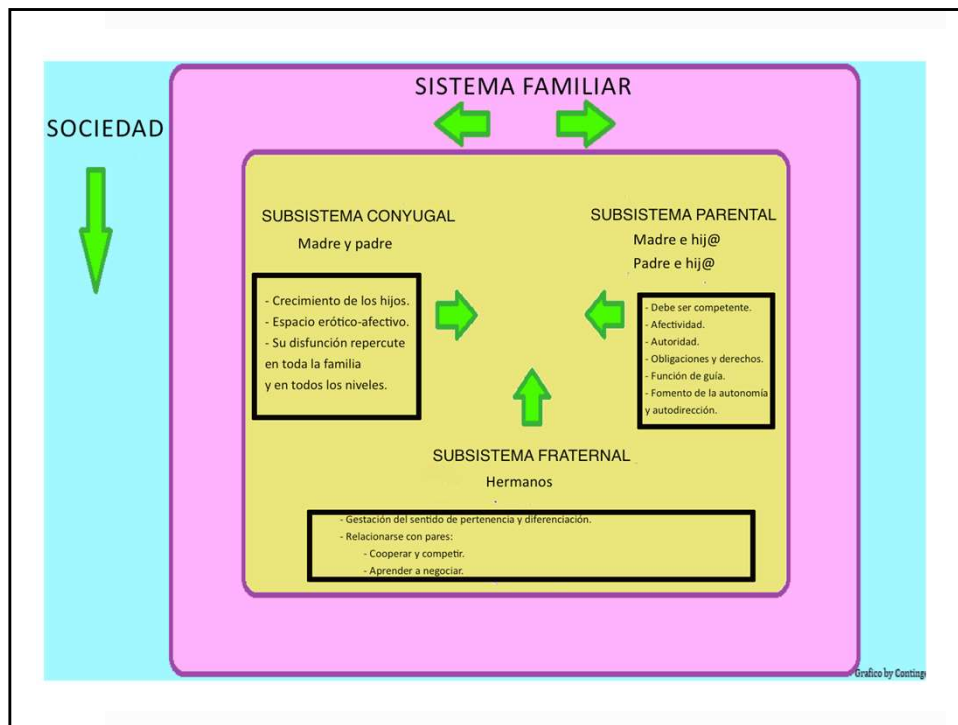 SISTEMA FAMILIAR
SOCIEDAD
SUBSISTEMA CONYUGAL
Madre y padre
- Crecimiento de los hijos.
- Espacio erótico-afectivo.
- Su disfunción repercute
en toda la familia
y en todos los niveles.
SUBSISTEMA PARENTAL
Madre e hij@
Padre e hij@
- Debe ser competente.
- Afectividad.
- Autoridad.
- Obligaciones y derechos.
- Función de guía.
- Fomento de la autonomía
y autodirección.
SUBSISTEMA FRATERNAL
Hermanos
- Gestación del sentido de pertenencia y diferenciación.
- Relacionarse con pares:
- Cooperar y competir.
- Aprender a negociar.
Grafico by